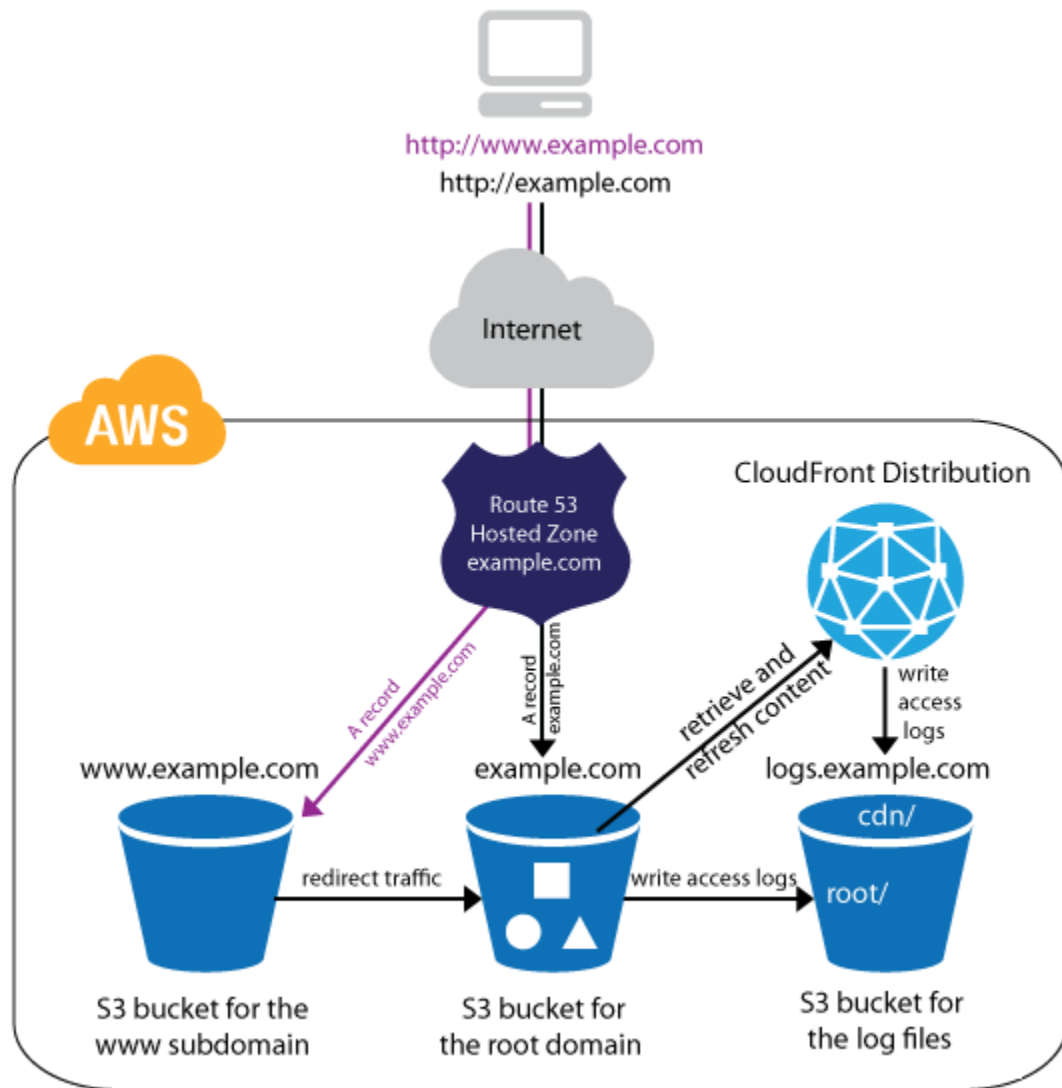 http://www.example.com
http://example.com
Internet
AWS
Route 53
Hosted Zone
example.com
CloudFront Distribution
A record
www.example.com
A record
example.com
retrieve and
refresh content
write
access
logs
www.example.com
example.com
logs.example.com
cdn/
redirect traffic
write access logs
root/
S3 bucket for the
www subdomain
S3 bucket for
the root domain
S3 bucket for
the log files